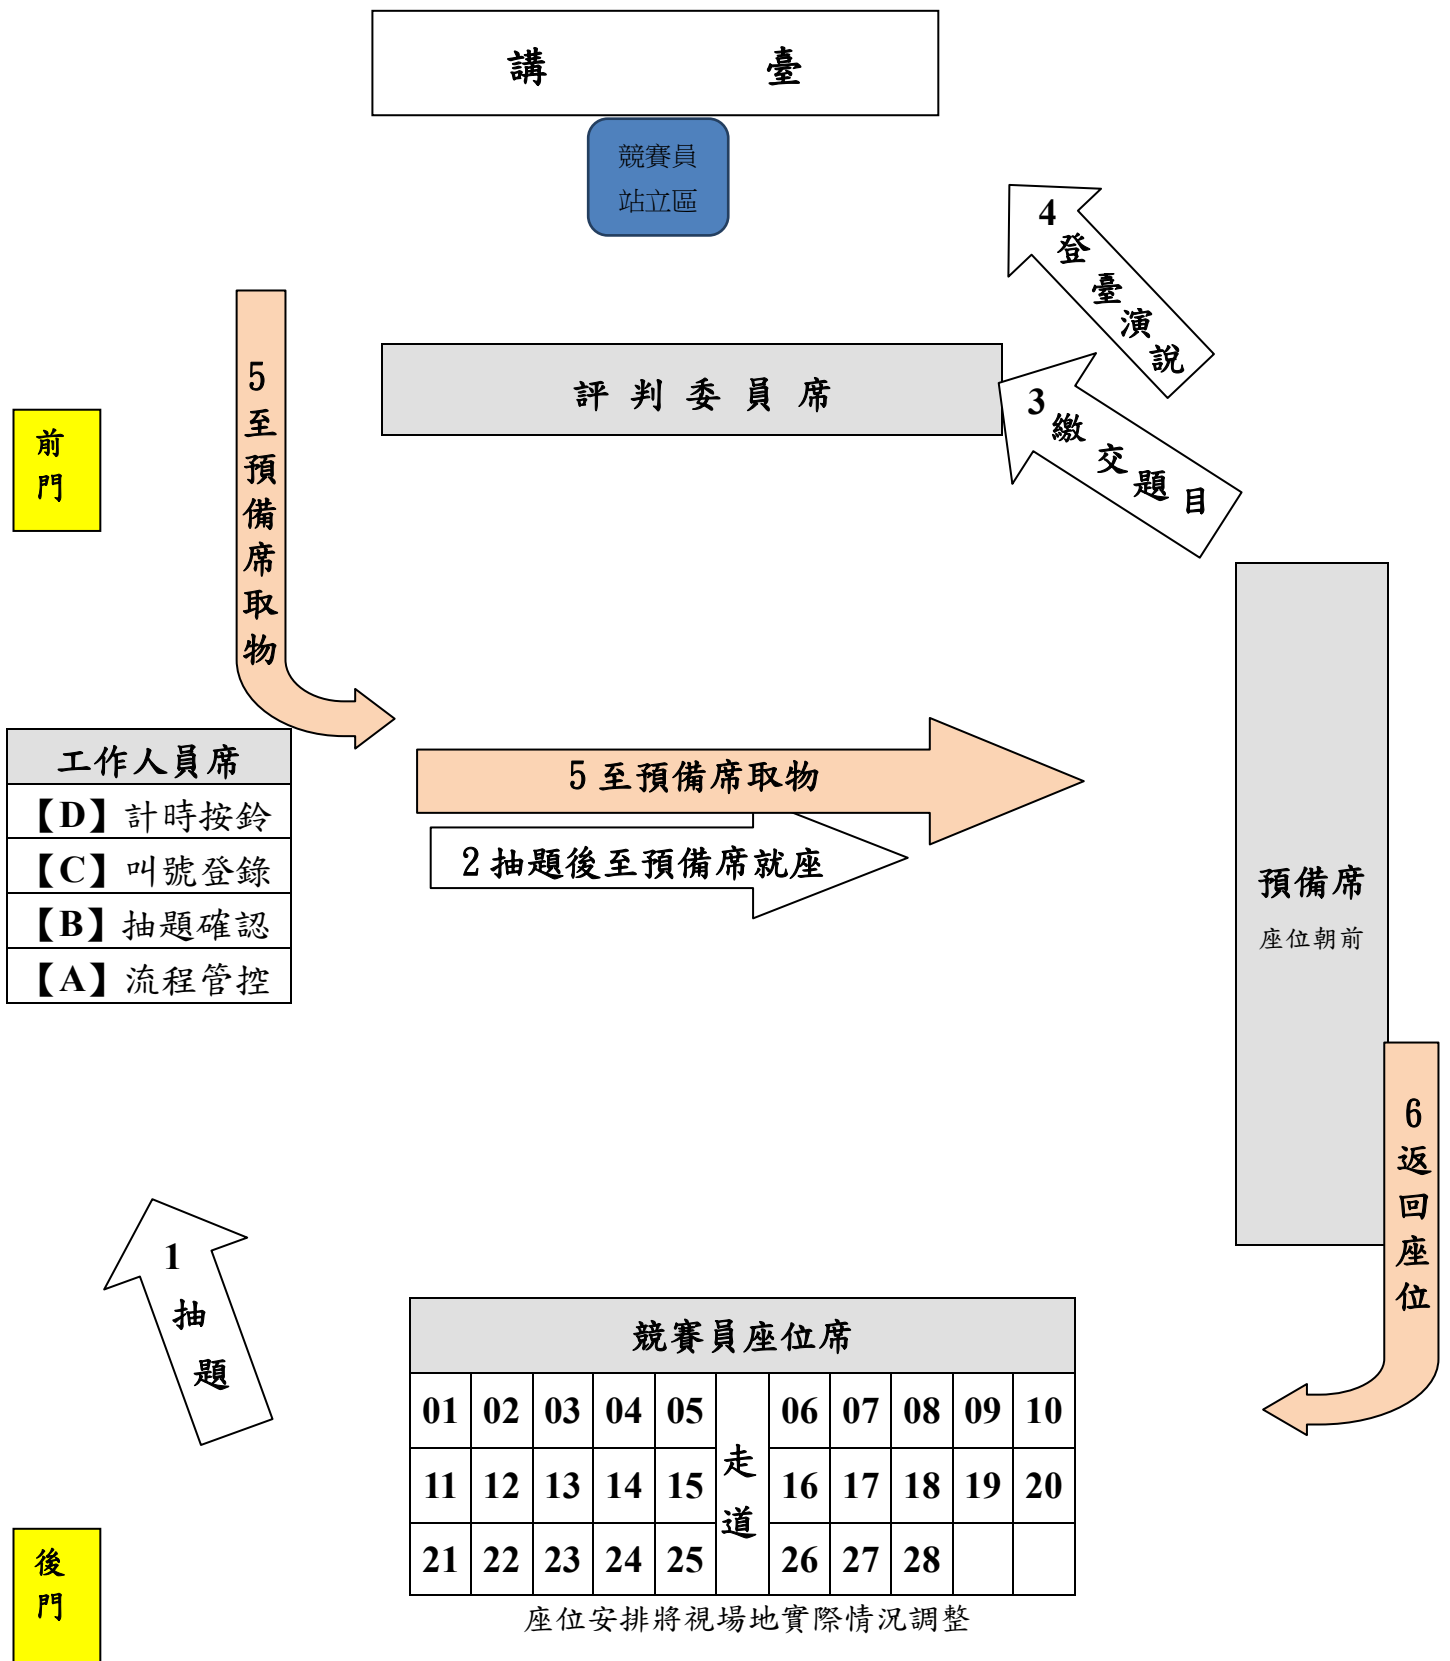 講 臺
競賽員
站立區
4 登臺演說
評判委員席
3 繳交題目
5 至預備席取物
前門
工作人員席
【D】計時按鈴
【C】叫號登錄
【B】抽題確認
【A】流程管控
5 至預備席取物
2 抽題後至預備席就座
預備席
座位朝前
6 返回座位
1 抽題
競賽員座位席
01 02 03 04 05 06 07 08 09 10
走道
11 12 13 14 15 16 17 18 19 20
21 22 23 24 25 26 27 28
後門
座位安排將視場地實際情況調整